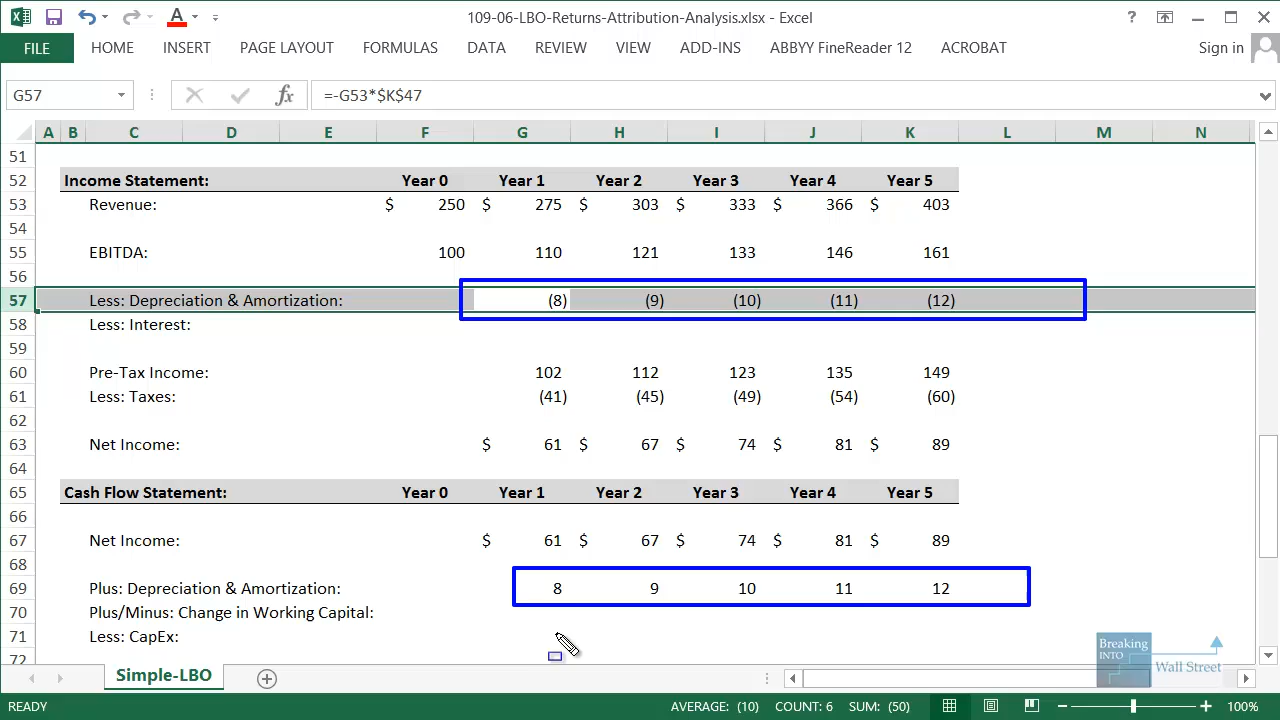 109-06-LBO-Returns-Attribution-Analysis.xlsx - Excel
FILE HOME INSERT PAGE LAYOUT FORMULAS DATA REVIEW VIEW ADD-INS ABBYY FineReader 12 ACROBAT Sign in
G57 fx =-G53*$K$47
A B C D E F G H I J K L M N
51
52 Income Statement: Year 0 Year 1 Year 2 Year 3 Year 4 Year 5
53 Revenue: $ 250 $ 275 $ 303 $ 333 $ 366 $ 403
54
55 EBITDA: 100 110 121 133 146 161
56
57 Less: Depreciation & Amortization: (8) (9) (10) (11) (12)
58 Less: Interest:
59
60 Pre-Tax Income: 102 112 123 135 149
61 Less: Taxes: (41) (45) (49) (54) (60)
62
63 Net Income: $ 61 $ 67 $ 74 $ 81 $ 89
64
65 Cash Flow Statement: Year 0 Year 1 Year 2 Year 3 Year 4 Year 5
66
67 Net Income: $ 61 $ 67 $ 74 $ 81 $ 89
68
69 Plus: Depreciation & Amortization: 8 9 10 11 12
70 Plus/Minus: Change in Working Capital:
71 Less: CapEx:
72
Breaking
INTO
Wall Street
Simple-LBO
READY AVERAGE: (10) COUNT: 6 SUM: (50) 100%